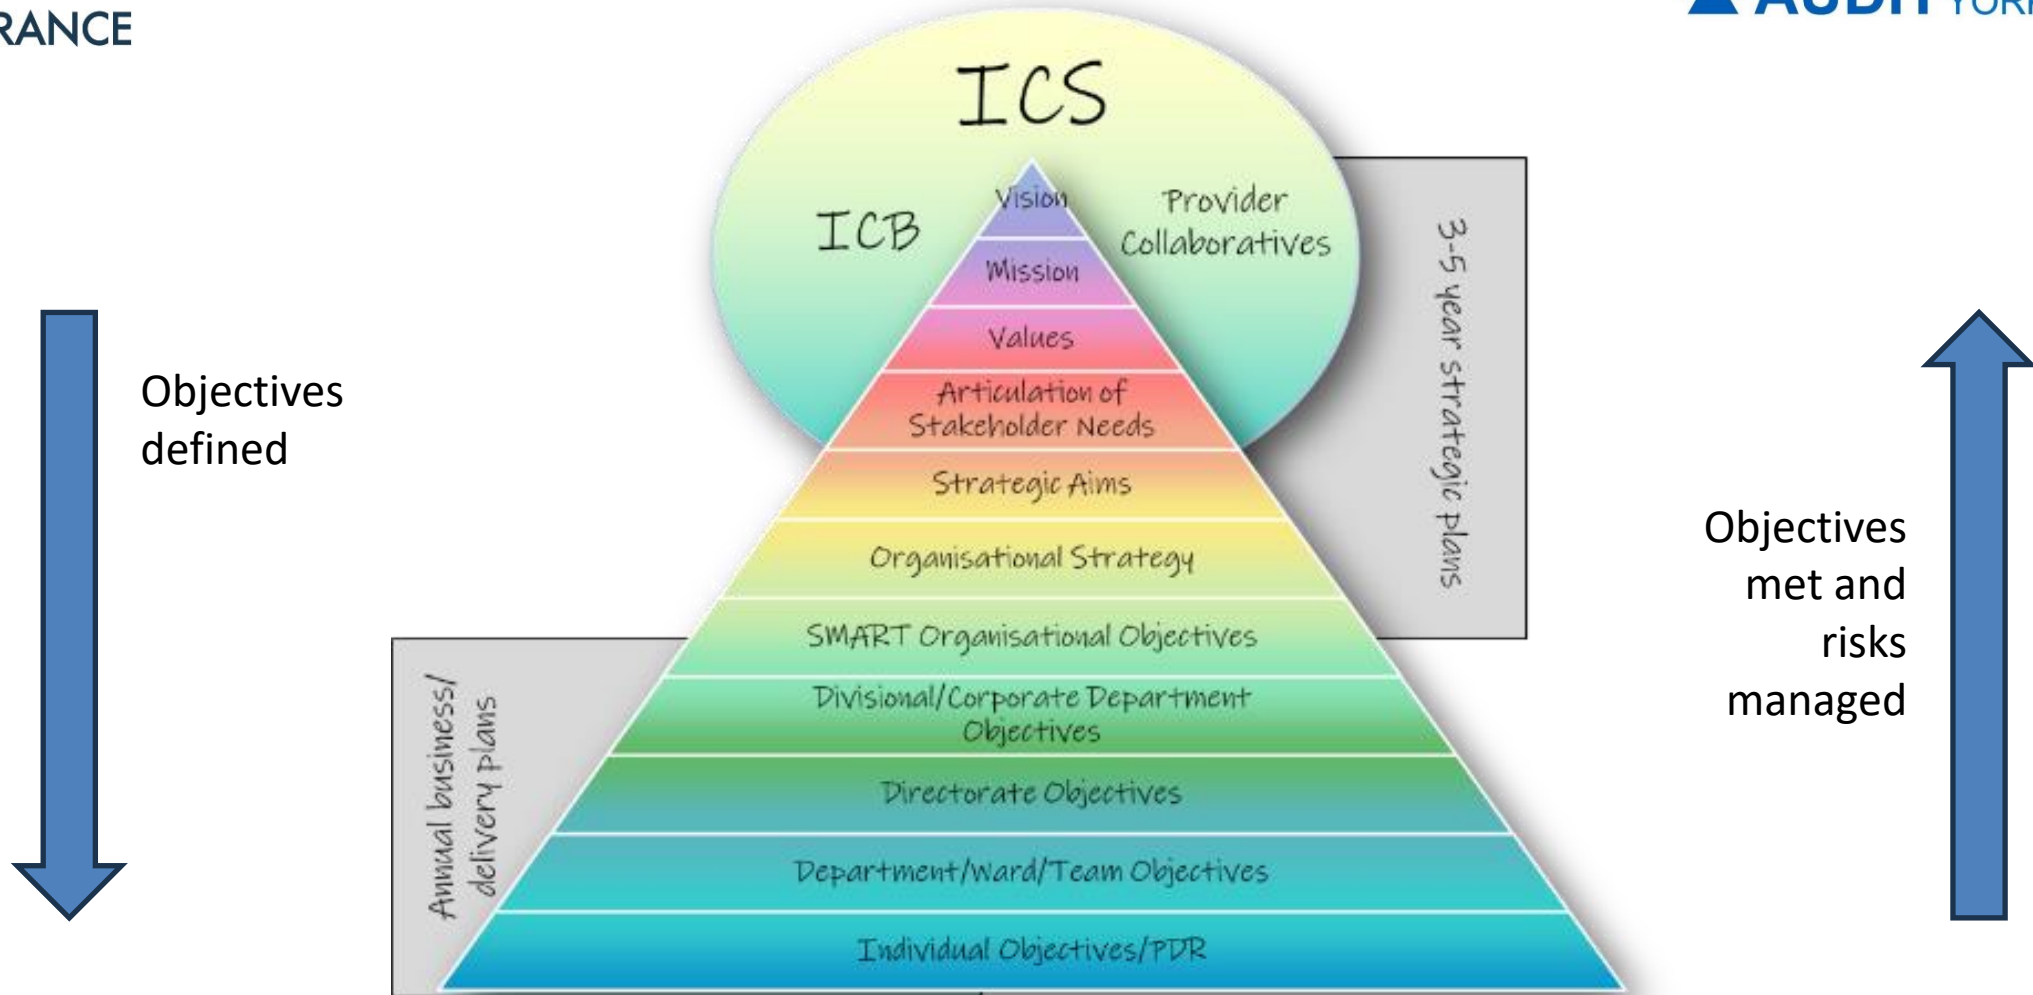 ICS
ICB
Provider
Collaboratives
Vision
Mission
Values
Articulation of
Stakeholder Needs
Strategic Aims
Organisational Strategy
SMART Organisational Objectives
Divisional/Corporate Department
Objectives
Directorate Objectives
Department/Ward/Team Objectives
Individual Objectives/PDR
3-5 year strategic plans
Annual business/
delivery plans
Objectives
defined
Objectives
met and
risks
managed